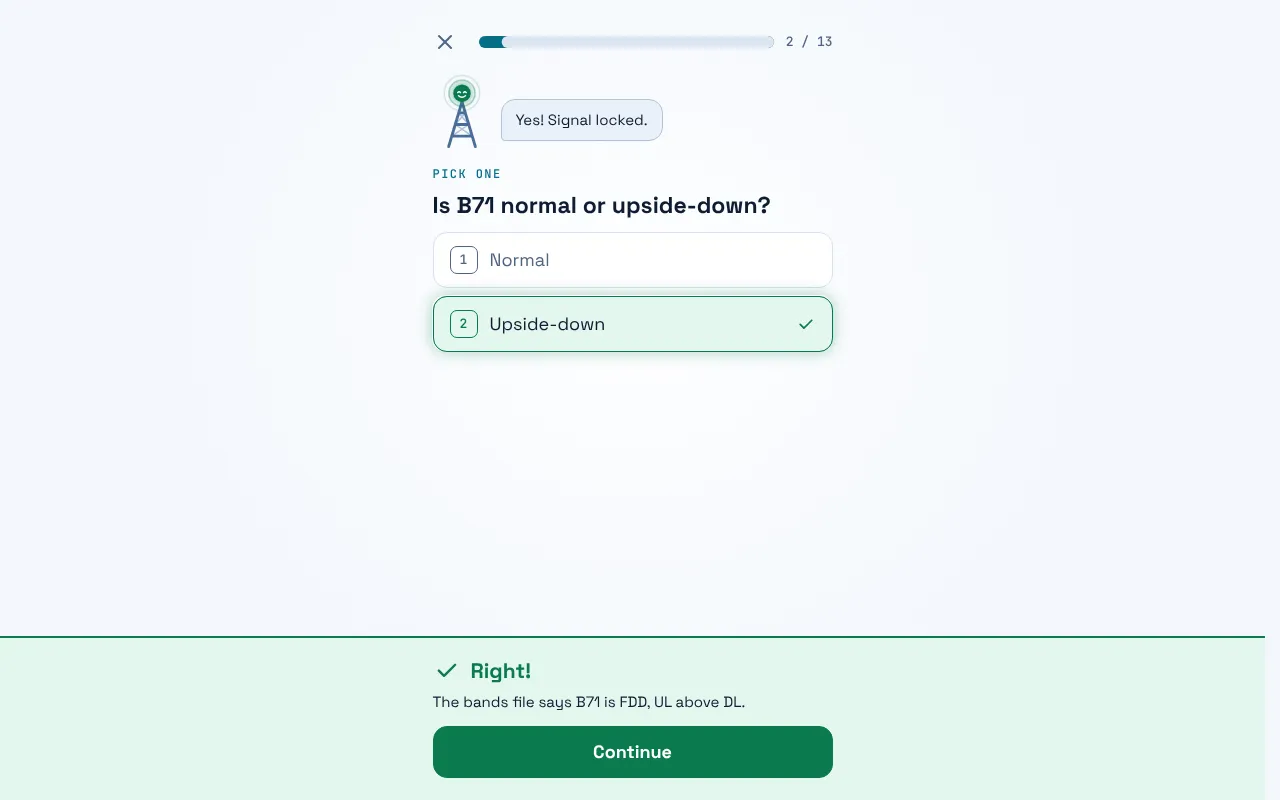 2 / 13
Yes! Signal locked.
PICK ONE
Is B71 normal or upside-down?
1 Normal
2 Upside-down
Right!
The bands file says B71 is FDD, UL above DL.
Continue